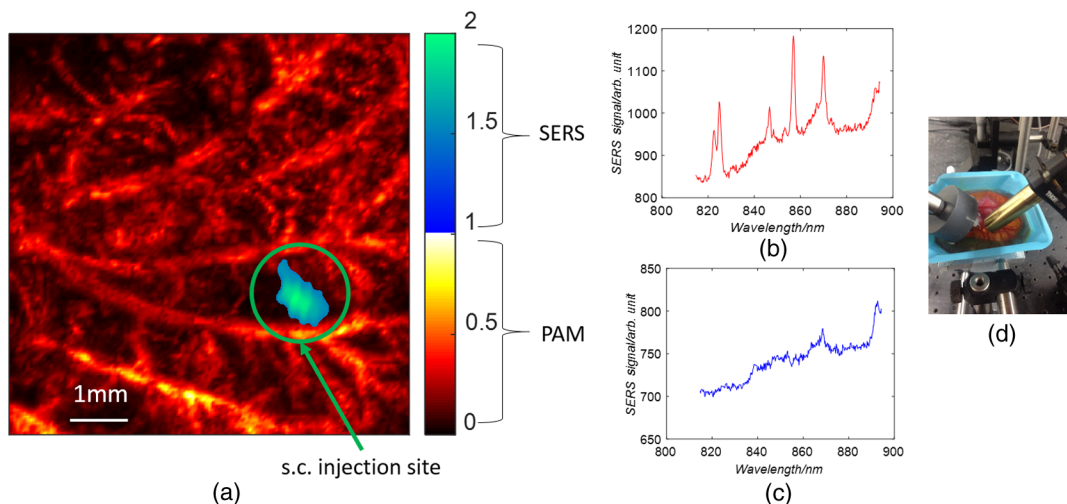 2
1.5
SERS
1
0.5
PAM
0
1mm
s.c. injection site
(a)
1200
1100
1000
900
800
SERS signal/arb. unit
800
820
840
860
880
900
Wavelength/nm
(b)
850
800
750
700
650
SERS signal/arb. unit
800
820
840
860
880
900
Wavelength/nm
(c)
(d)